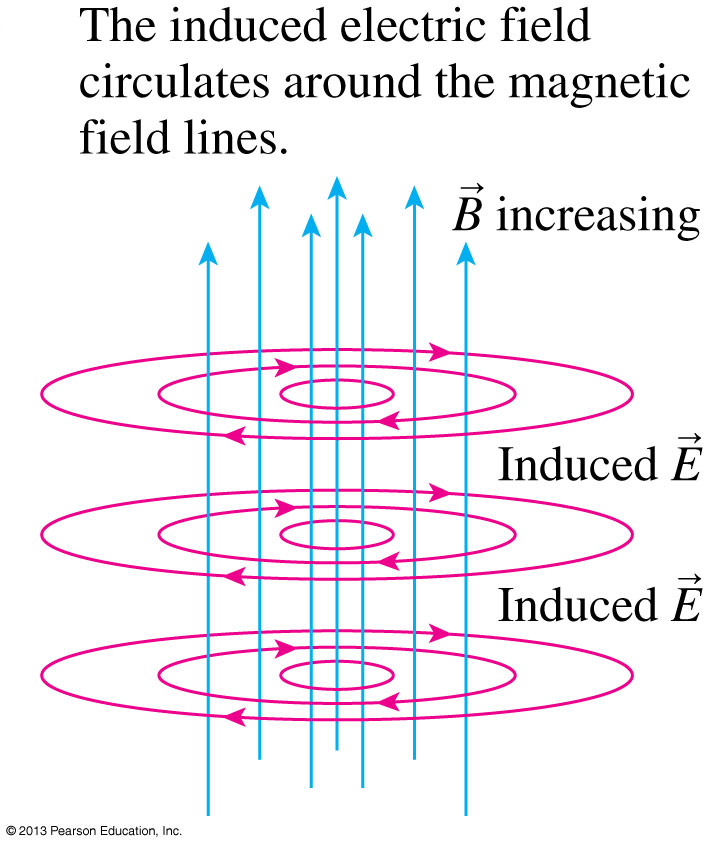 The induced electric field
circulates around the magnetic
field lines.
B⃗ increasing
Induced E⃗
Induced E⃗
© 2013 Pearson Education, Inc.